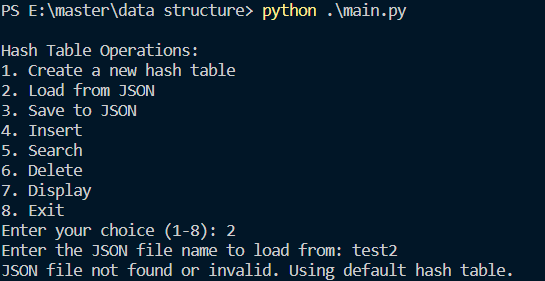 PS E:\master\data structure> python .\main.py
Hash Table Operations:
1. Create a new hash table
2. Load from JSON
3. Save to JSON
4. Insert
5. Search
6. Delete
7. Display
8. Exit
Enter your choice (1-8): 2
Enter the JSON file name to load from: test2
JSON file not found or invalid. Using default hash table.